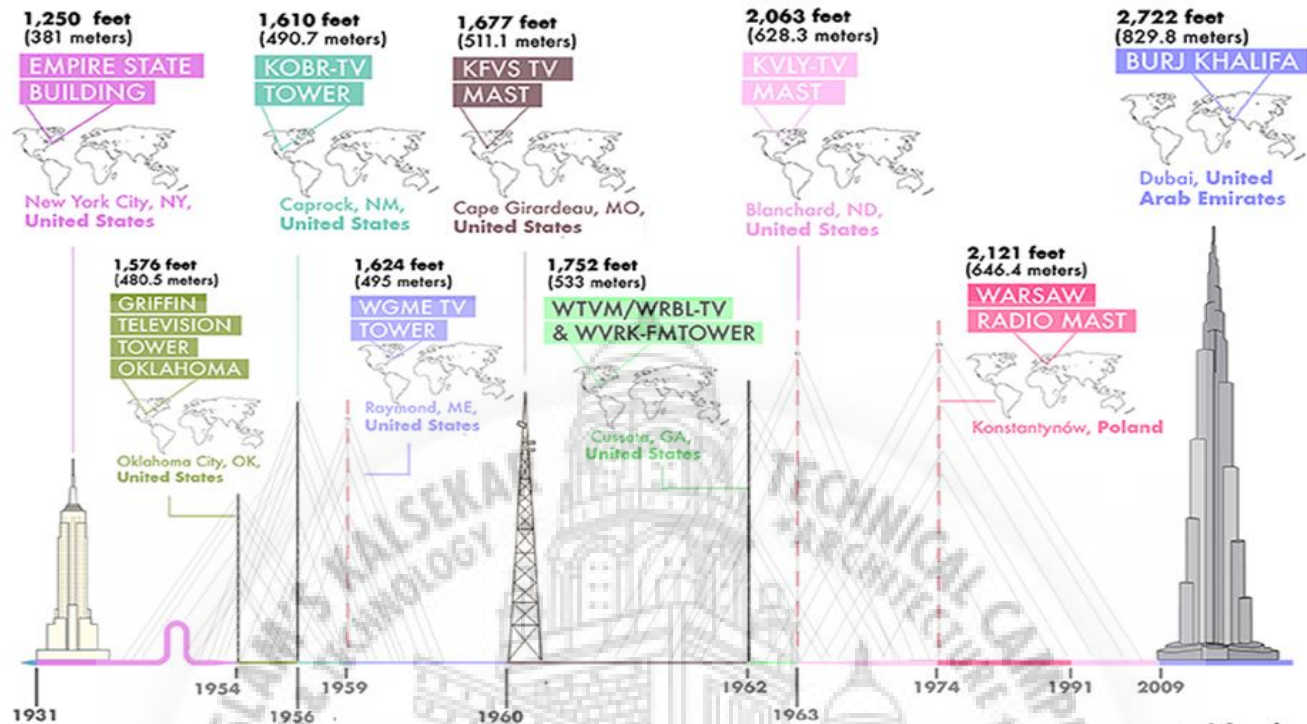 1,250 feet
(381 meters)
EMPIRE STATE
BUILDING
New York City, NY,
United States
1,610 feet
(490.7 meters)
KOBR-TV
TOWER
Caprock, NM,
United States
1,677 feet
(511.1 meters)
KFVS TV
MAST
Cape Girardeau, MO,
United States
2,063 feet
(628.3 meters)
KVLY-TV
MAST
Blanchard, ND,
United States
2,722 feet
(829.8 meters)
BURJ KHALIFA
Dubai, United
Arab Emirates
1,576 feet
(480.5 meters)
GRIFFIN
TELEVISION
TOWER
OKLAHOMA
Oklahoma City, OK,
United States
1,624 feet
(495 meters)
WGME TV
TOWER
Raymond, ME,
United States
1,752 feet
(533 meters)
WTVM/WRBL-TV
& WVRK-FMTOWER
Cusseta, GA,
United States
2,121 feet
(646.4 meters)
WARSAW
RADIO MAST
Konstantynów, Poland
KALSEKAR
TECHNOLOGY
TECHNICAL
ARCHITECTURE
1931
1954
1956
1959
1960
1962
1963
1974
1991
2009